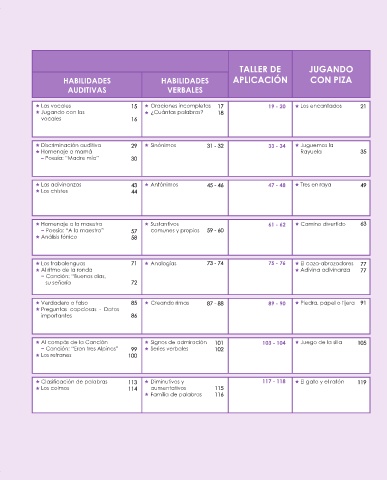 HABILIDADES
AUDITIVAS
HABILIDADES
VERBALES
TALLER DE
APLICACIÓN
JUGANDO
CON PIZA
★ Las vocales 15
★ Jugando con las
vocales 16
★ Oraciones incompletas 17
★ ¿Cuántas palabras? 18
19 - 20
★ Los encantados 21
★ Discriminación auditiva 29
★ Homenaje a mamá
– Poesía: "Madre mía" 30
★ Sinónimos 31 - 32
33 - 34
★ Juguemos la
Rayuela 35
★ Las adivinanzas 43
★ Los chistes 44
★ Antónimos 45 - 46
47 - 48
★ Tres en raya 49
★ Homenaje a la maestra
– Poesía: "A la maestra" 57
★ Análisis fónico 58
★ Sustantivos
comunes y propios 59 - 60
61 - 62
★ Camino divertido 63
★ Los trabalenguas 71
★ Al ritmo de la ronda
– Canción: "Buenos días,
su señoría 72
★ Analogías 73 - 74
75 - 76
★ El caza-abrazadores 77
★ Adivina adivinanza 77
★ Verdadero o falso 85
★ Preguntas capciosas - Datos
importantes 86
★ Creando rimas 87 - 88
89 - 90
★ Piedra, papel o tijera 91
★ Al compás de la Canción
– Canción: "Eran tres Alpinos" 99
★ Los refranes 100
★ Signos de admiración 101
★ Series verbales 102
103 - 104
★ Juego de la silla 105
★ Clasificación de palabras 113
★ Los colmos 114
★ Diminutivos y
aumentativos 115
★ Familia de palabras 116
117 - 118
★ El gato y el ratón 119